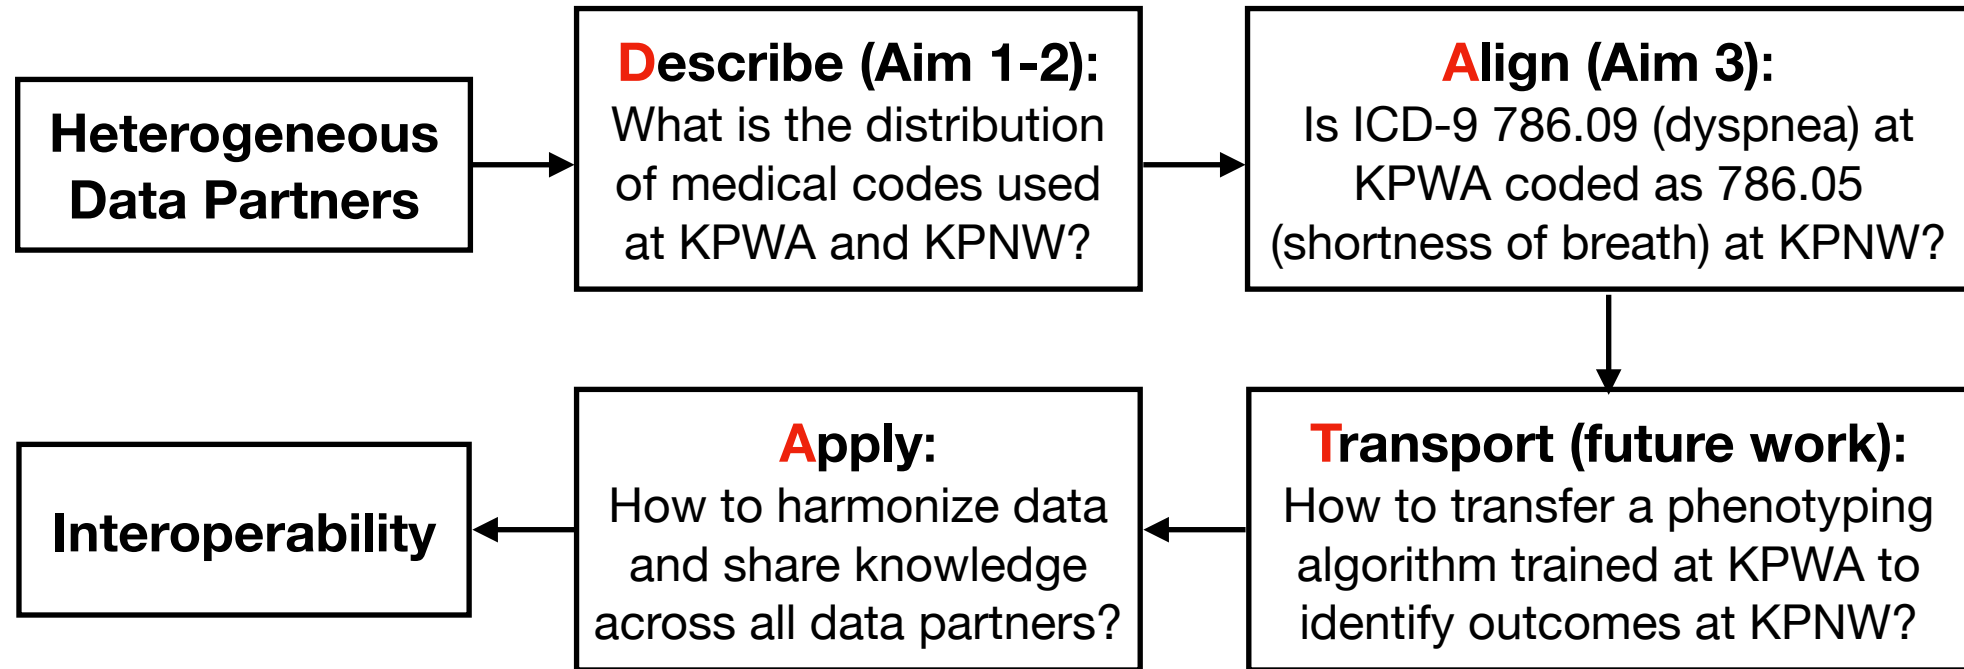 Heterogeneous
Data Partners
Describe (Aim 1-2):
What is the distribution
of medical codes used
at KPWA and KPNW?
Align (Aim 3):
Is ICD-9 786.09 (dyspnea) at
KPWA coded as 786.05
(shortness of breath) at KPNW?
Transport (future work):
How to transfer a phenotyping
algorithm trained at KPWA to
identify outcomes at KPNW?
Apply:
How to harmonize data
and share knowledge
across all data partners?
Interoperability